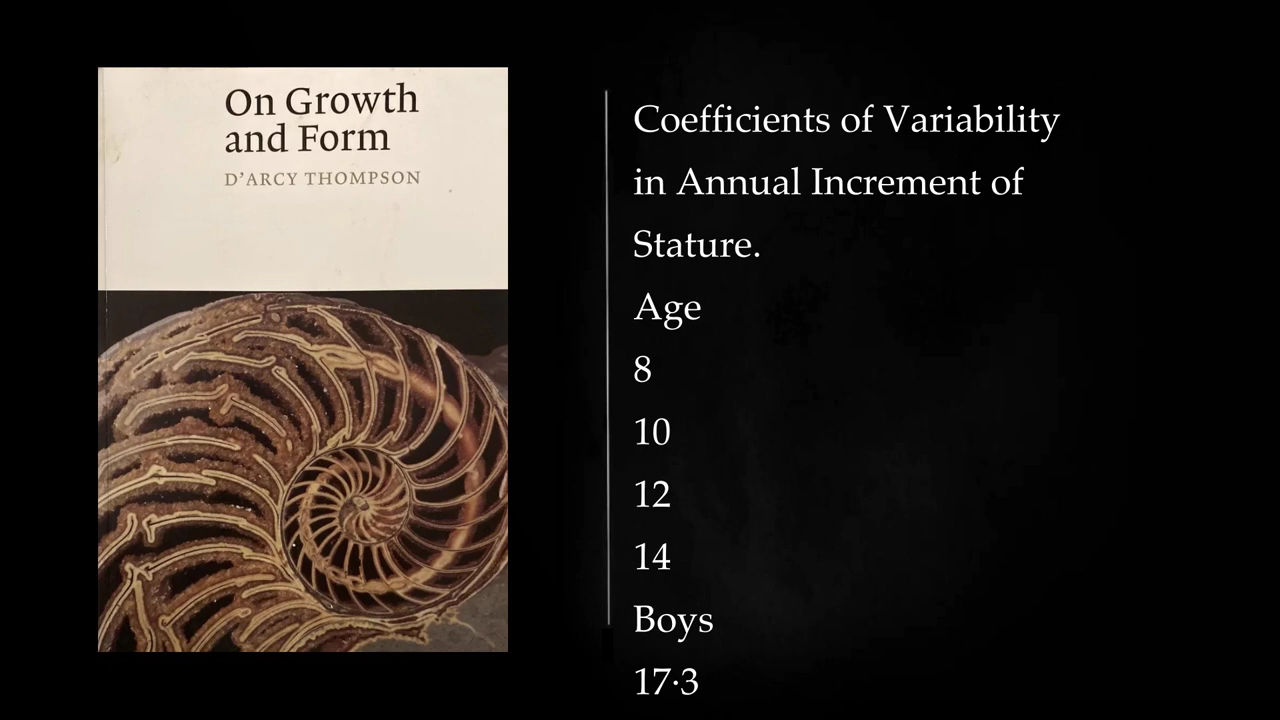 On Growth
and Form
D'ARCY THOMPSON
Coefficients of Variability
in Annual Increment of
Stature.
Age
8
10
12
14
Boys
17·3